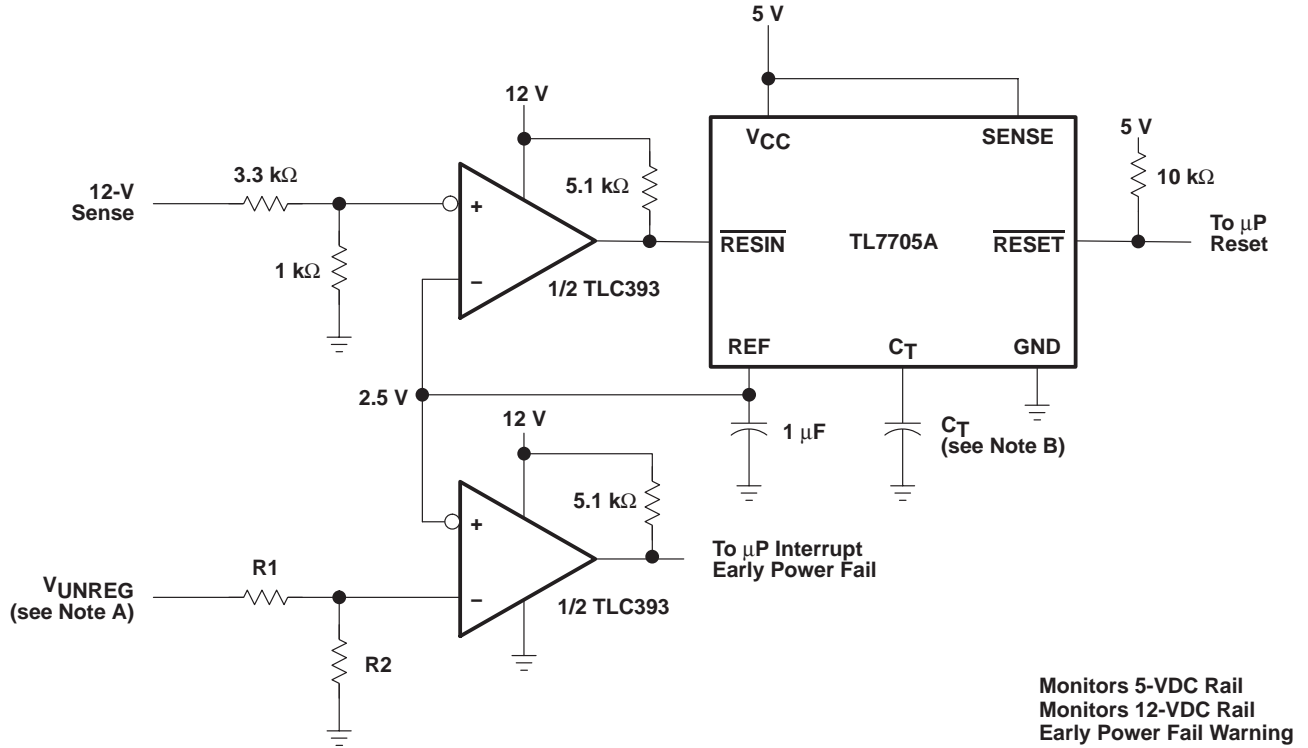 5 V
12 V
VCC
SENSE
5 V
3.3 kΩ
5.1 kΩ
10 kΩ
12-V
Sense
+
RESIN
TL7705A
RESET
To μP
Reset
1 kΩ
−
1/2 TLC393
REF
CT
GND
2.5 V
12 V
1 μF
CT
(see Note B)
5.1 kΩ
+
To μP Interrupt
Early Power Fail
VUNREG
(see Note A)
R1
−
1/2 TLC393
R2
Monitors 5-VDC Rail
Monitors 12-VDC Rail
Early Power Fail Warning